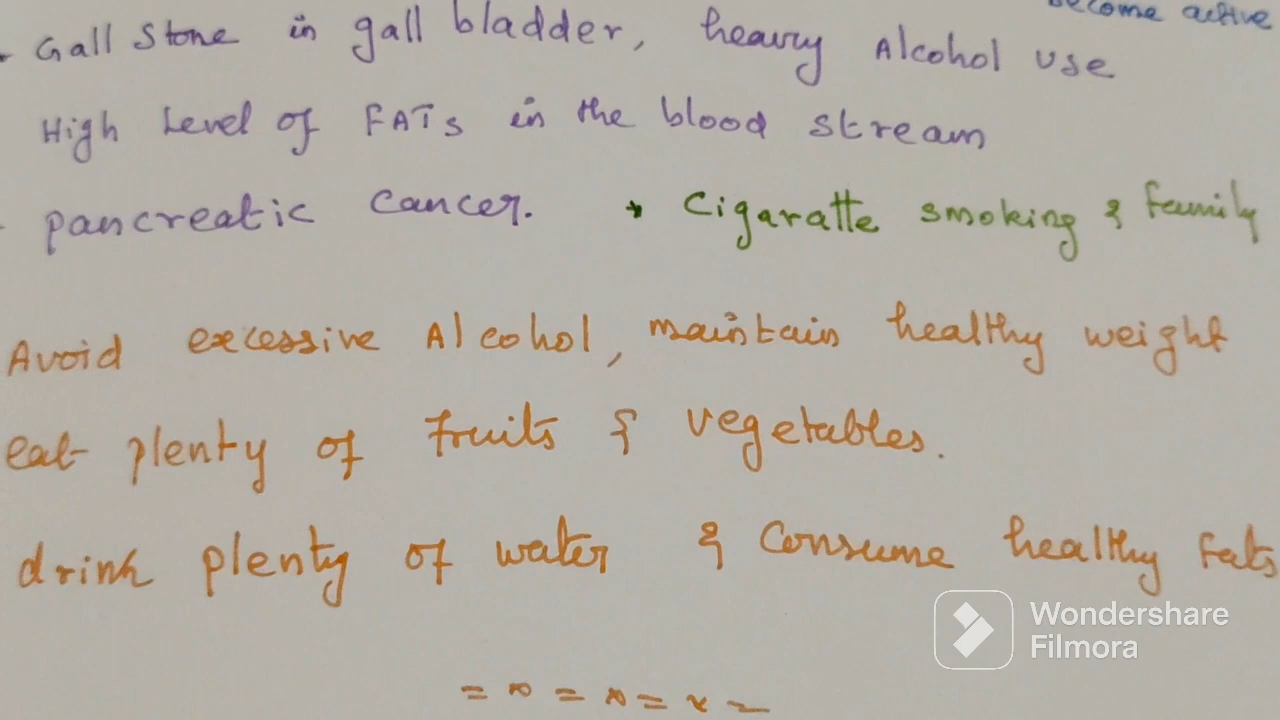 become active
Gall Stone in gall bladder, heavy Alcohol use
High Level of FATs in the blood stream
pancreatic cancer. * Cigaratte smoking & family
Avoid excessive Alcohol, maintain healthy weight
eat plenty of fruits & vegetables.
drink plenty of water & Consume healthy fats
Wondershare
Filmora
= x = x = x =